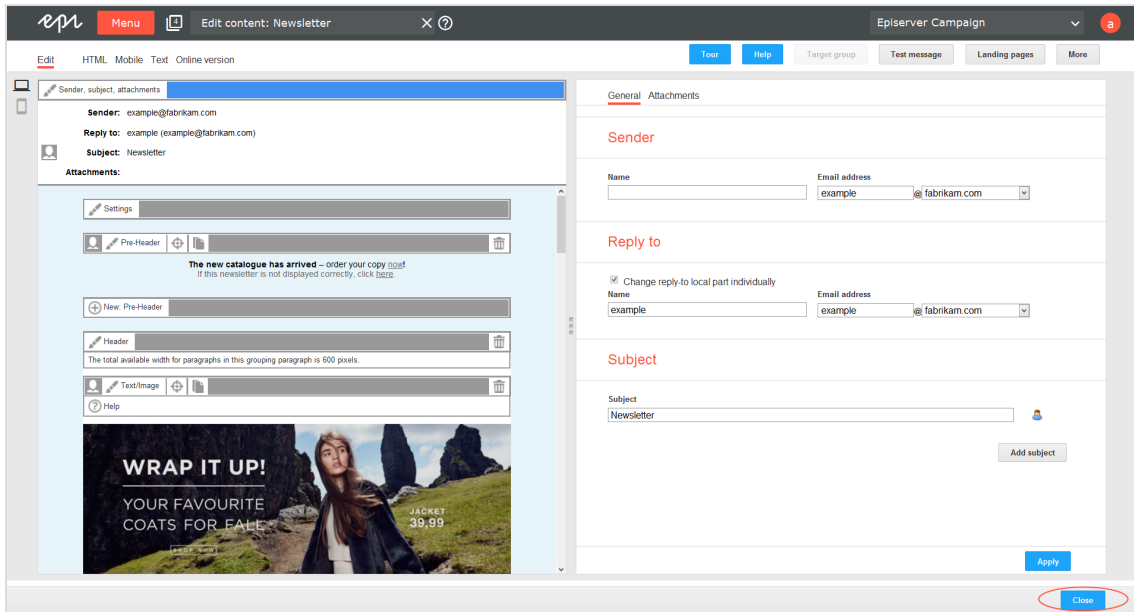 epi Menu 4 Edit content: Newsletter Episerver Campaign a
Edit HTML Mobile Text Online version Tour Help Target group Test message Landing pages More
Sender, subject, attachments
Sender: example@fabrikam.com
Reply to: example (example@fabrikam.com)
Subject: Newsletter
Attachments:
Settings
Pre-Header
The new catalogue has arrived – order your copy now!
If this newsletter is not displayed correctly, click here.
New: Pre-Header
Header
The total available width for paragraphs in this grouping paragraph is 600 pixels.
Text/Image
Help
WRAP IT UP!
YOUR FAVOURITE
COATS FOR FALL
SHOP NOW
JACKET
39,99
General Attachments
Sender
Name Email address
example @ fabrikam.com
Reply to
Change reply-to local part individually
Name Email address
example example @ fabrikam.com
Subject
Subject
Newsletter
Add subject
Apply
Close